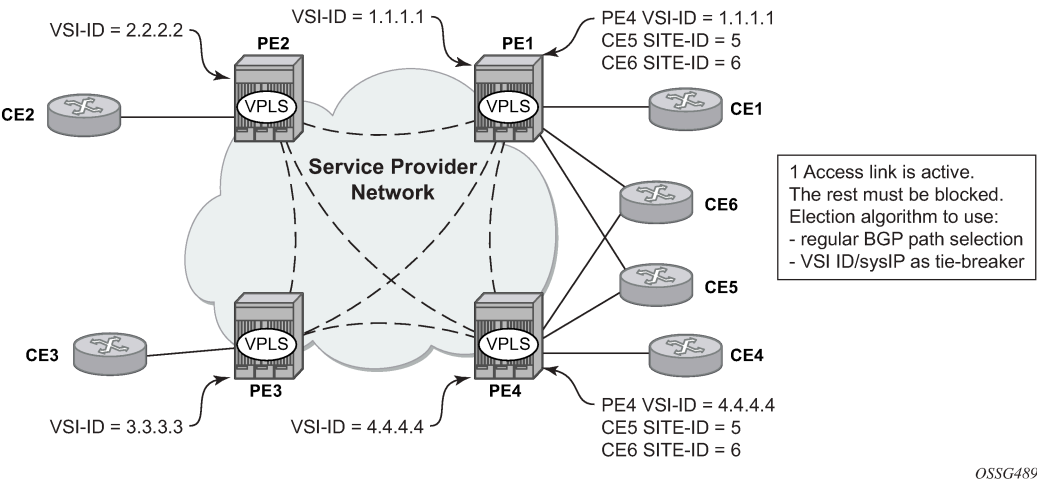 VSI-ID = 2.2.2.2
VSI-ID = 1.1.1.1
PE4 VSI-ID = 1.1.1.1
CE5 SITE-ID = 5
CE6 SITE-ID = 6
PE2
PE1
VPLS
VPLS
CE2
CE1
Service Provider
Network
1 Access link is active.
The rest must be blocked.
Election algorithm to use:
- regular BGP path selection
- VSI ID/sysIP as tie-breaker
CE6
CE5
VPLS
VPLS
CE3
CE4
PE3
PE4
VSI-ID = 3.3.3.3
VSI-ID = 4.4.4.4
PE4 VSI-ID = 4.4.4.4
CE5 SITE-ID = 5
CE6 SITE-ID = 6
OSSG489